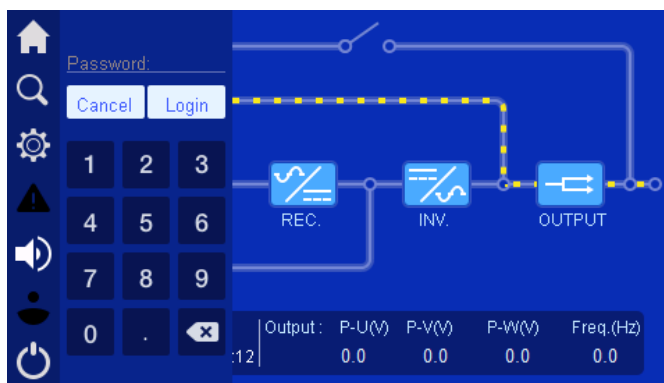 Password:
Cancel Login
1 2 3
4 5 6
7 8 9
0 .
REC. INV. OUTPUT
Output : P-U(V) P-V(V) P-W(V) Freq.(Hz)
:12 0.0 0.0 0.0 0.0